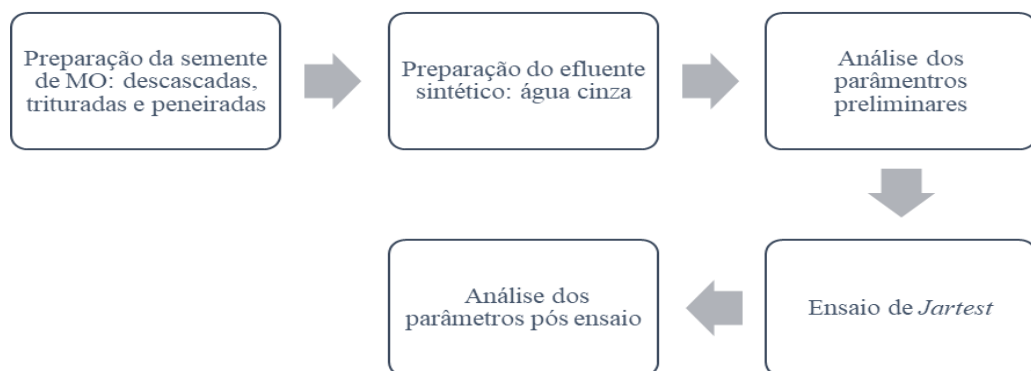 Preparação da semente
de MO: descascadas,
trituradas e peneiradas
Preparação do efluente
sintético: água cinza
Análise dos
parâmentros
preliminares
Ensaio de Jartest
Análise dos
parâmetros pós ensaio